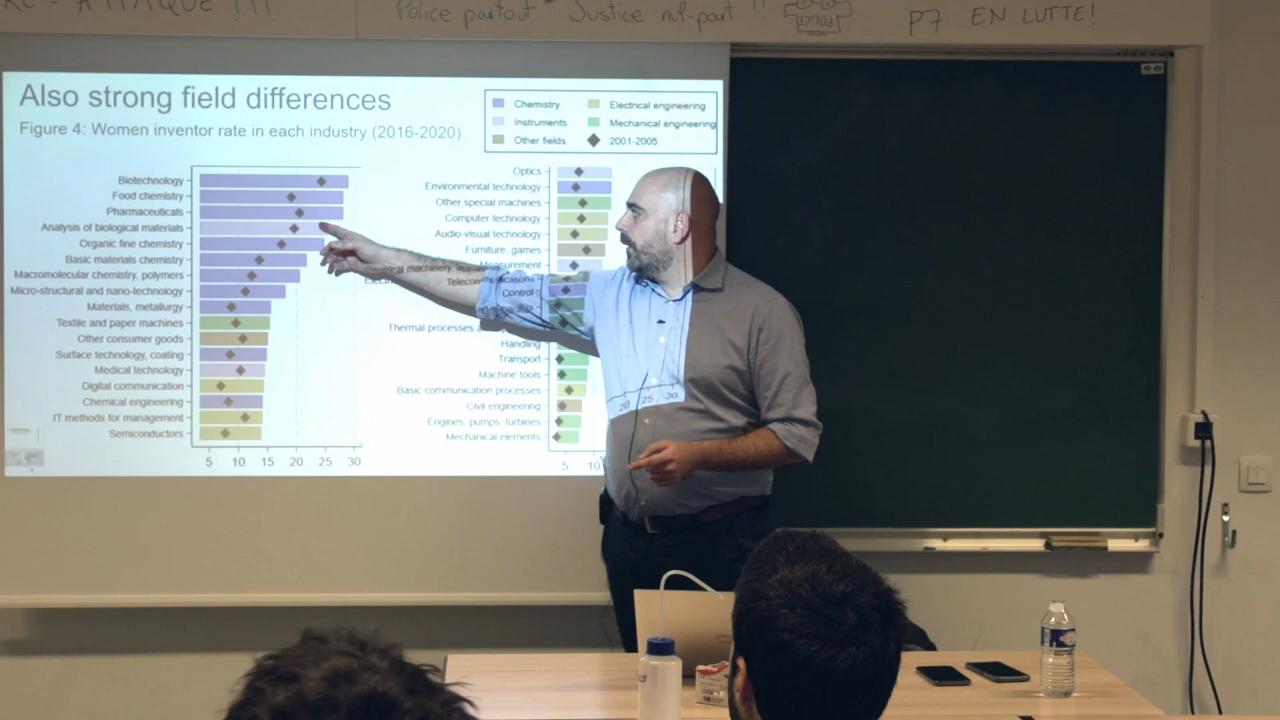 ATTAQUE !!!
Police partout Justice nul-part !!
POLICE
P7 EN LUTTE!
Also strong field differences
Figure 4: Women inventor rate in each industry (2016-2020)
Chemistry
Electrical engineering
Instruments
Mechanical engineering
Other fields
2001-2005
Biotechnology
Food chemistry
Pharmaceuticals
Analysis of biological materials
Organic fine chemistry
Basic materials chemistry
Macromolecular chemistry, polymers
Micro-structural and nano-technology
Materials, metallurgy
Textile and paper machines
Other consumer goods
Surface technology, coating
Medical technology
Digital communication
Chemical engineering
IT methods for management
Semiconductors
5 10 15 20 25 30
Optics
Environmental technology
Other special machines
Computer technology
Audio-visual technology
Furniture, games
Measurement
machinery,
Control
Thermal processes
Handling
Transport
Machine tools
Basic communication processes
Civil engineering
Engines, pumps, turbines
Mechanical elements
5 10 20 25 30